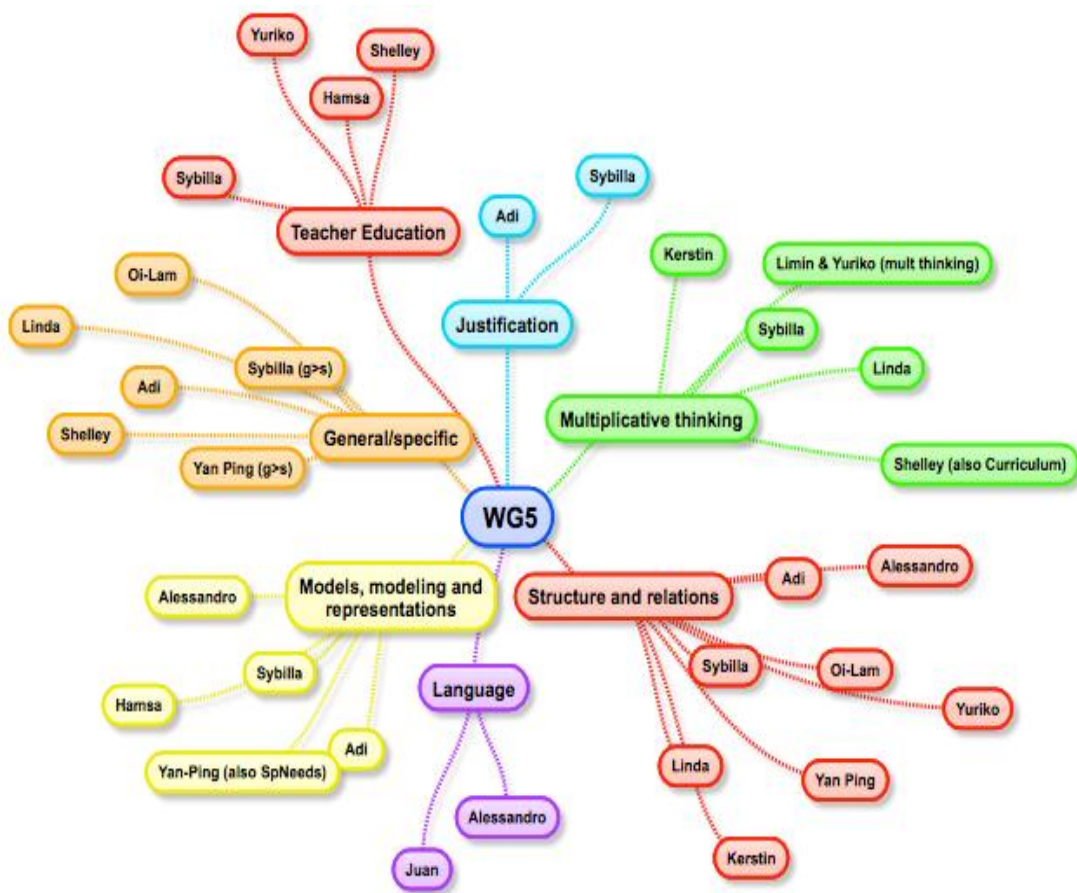 Yuriko
Shelley
Hamsa
Sybilla
Teacher Education
Sybilla
Adi
Justification
Kerstin
Limin & Yuriko (mult thinking)
Sybilla
Linda
Multiplicative thinking
Shelley (also Curriculum)
Oi-Lam
Linda
Sybilla (g>s)
Adi
Shelley
General/specific
Yan Ping (g>s)
WG5
Models, modeling and
representations
Alessandro
Sybilla
Hamsa
Adi
Yan-Ping (also SpNeeds)
Language
Alessandro
Juan
Structure and relations
Adi
Alessandro
Sybilla
Oi-Lam
Yuriko
Linda
Yan Ping
Kerstin